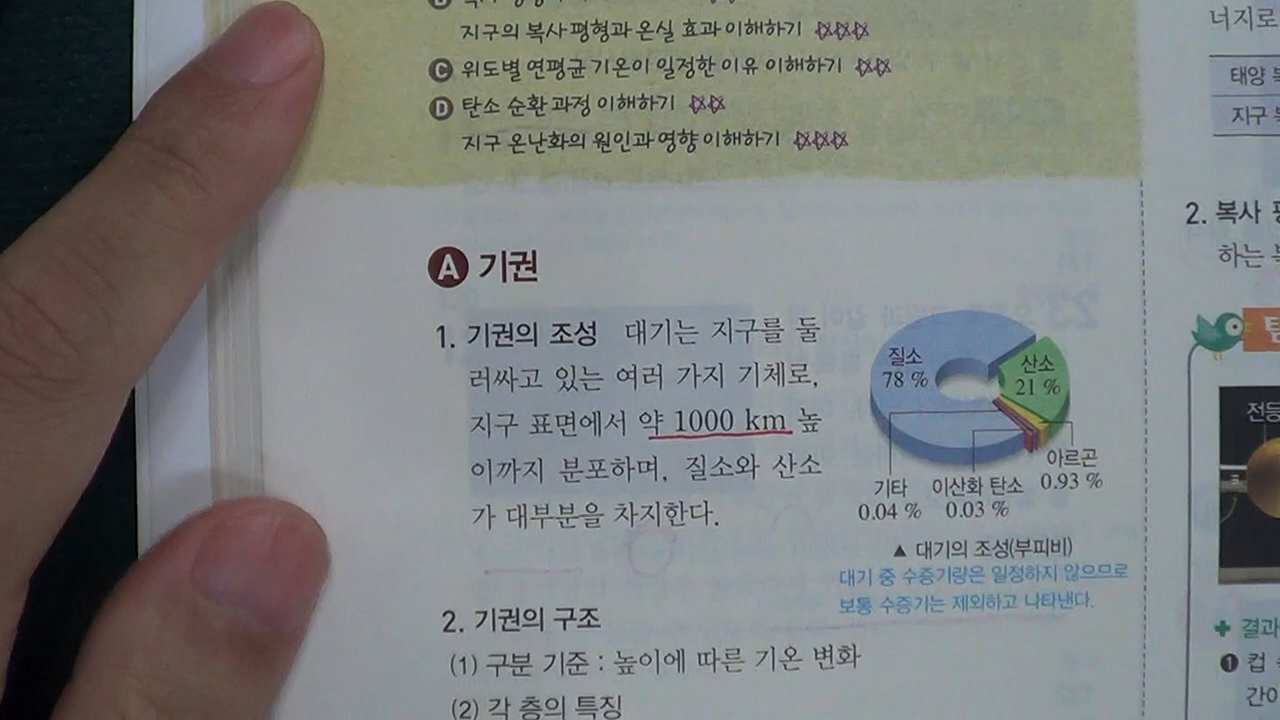 지구의 복사 평형과 온실 효과 이해하기 ☆☆☆
C 위도별 연평균 기온이 일정한 이유 이해하기 ☆☆
D 탄소 순환 과정 이해하기 ☆☆
지구 온난화의 원인과 영향 이해하기 ☆☆☆
A 기권
1. 기권의 조성 대기는 지구를 둘
러싸고 있는 여러 가지 기체로,
지구 표면에서 약 1000 km 높
이까지 분포하며, 질소와 산소
가 대부분을 차지한다.
질소
78 %
산소
21 %
아르곤
0.93 %
기타
0.04 %
이산화 탄소
0.03 %
▲ 대기의 조성(부피비)
대기 중 수증기량은 일정하지 않으므로
보통 수증기는 제외하고 나타낸다.
2. 기권의 구조
(1) 구분 기준 : 높이에 따른 기온 변화
(2) 각 층의 특징
너지로
태양
지구
2. 복사
하는
전등
+ 결과
❶ 컵
간이